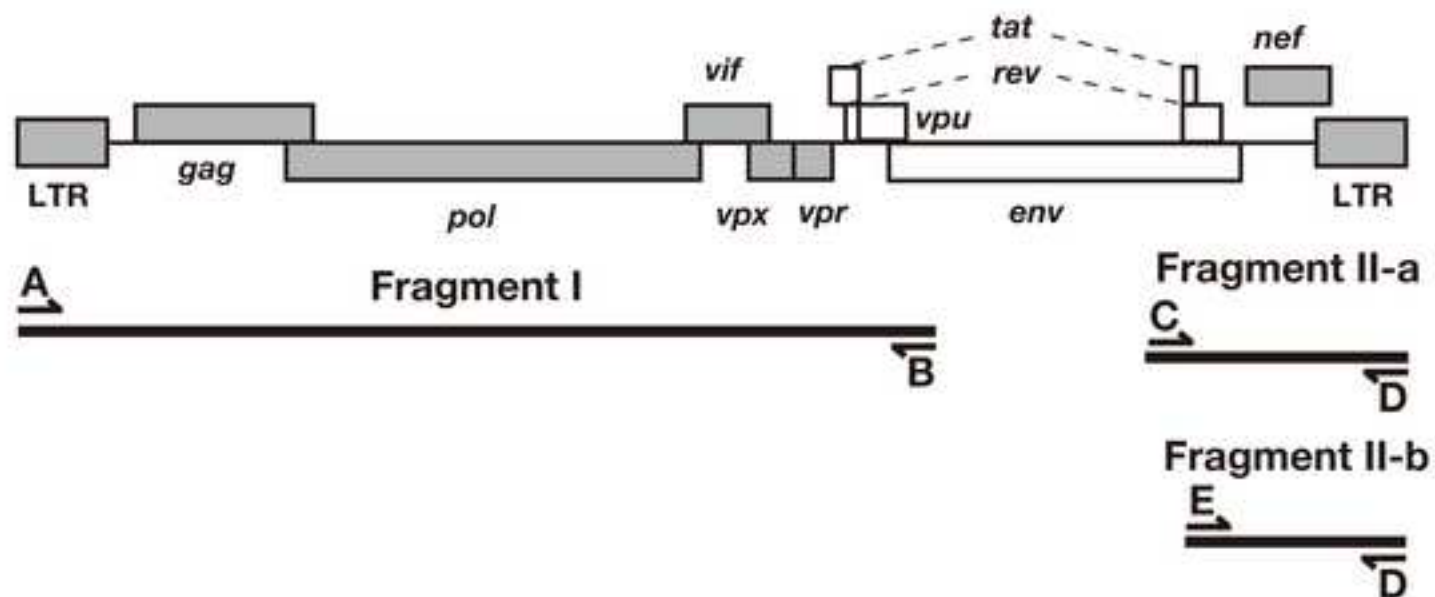 tat
nef
vif
rev
vpu
gag
LTR
LTR
pol
vpx
vpr
env
A
Fragment I
B
Fragment II-a
C
D
Fragment II-b
E
D